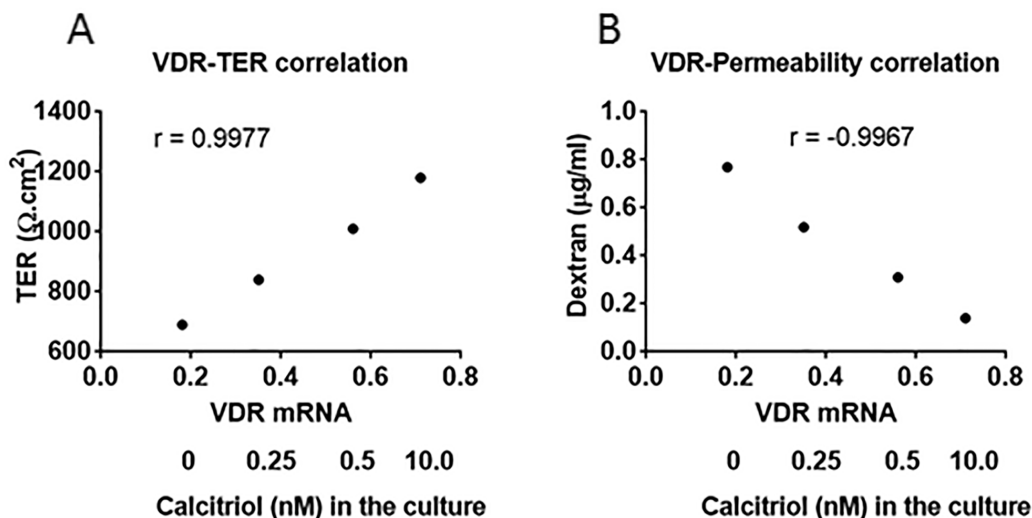 A
VDR-TER correlation
r = 0.9977
TER (Ω.cm²)
1400
1200
1000
800
600
0.0 0.2 0.4 0.6 0.8
VDR mRNA
0 0.25 0.5 10.0
Calcitriol (nM) in the culture
B
VDR-Permeability correlation
r = -0.9967
Dextran (µg/ml)
1.0
0.8
0.6
0.4
0.2
0.0
0.0 0.2 0.4 0.6 0.8
VDR mRNA
0 0.25 0.5 10.0
Calcitriol (nM) in the culture